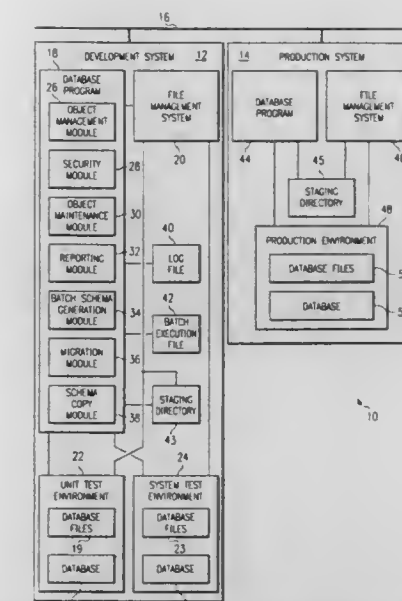 16
DEVELOPMENT SYSTEM 12
18
DATABASE PROGRAM
26
OBJECT MANAGEMENT MODULE
FILE MANAGEMENT SYSTEM
20
SECURITY MODULE
28
OBJECT MAINTENANCE MODULE
30
REPORTING MODULE
32
40
LOG FILE
BATCH SCHEMA GENERATION MODULE
34
42
BATCH EXECUTION FILE
MIGRATION MODULE
36
SCHEMA COPY MODULE
38
STAGING DIRECTORY
43
22
UNIT TEST ENVIRONMENT
DATABASE FILES
19
DATABASE
24
SYSTEM TEST ENVIRONMENT
DATABASE FILES
23
DATABASE
14 PRODUCTION SYSTEM
DATABASE PROGRAM
44
FILE MANAGEMENT SYSTEM
45
STAGING DIRECTORY
48
PRODUCTION ENVIRONMENT
DATABASE FILES
DATABASE
10